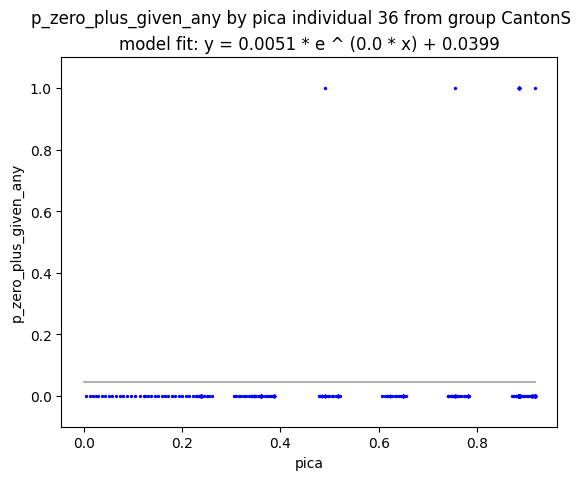 p_zero_plus_given_any by pica individual 36 from group CantonS
model fit: y = 0.0051 * e ^ (0.0 * x) + 0.0399
1.0
0.8
0.6
0.4
0.2
0.0
p_zero_plus_given_any
0.0 0.2 0.4 0.6 0.8
pica